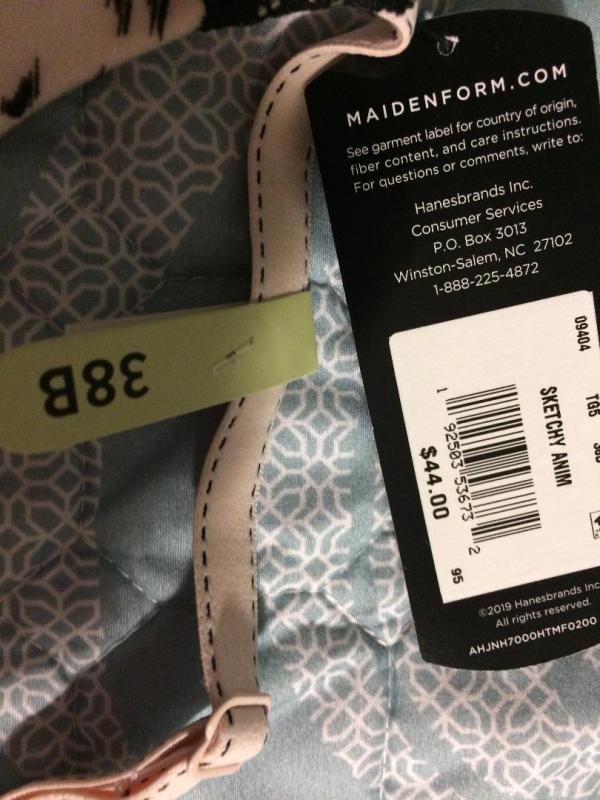 MAIDENFORM.COM
See garment label for country of origin,
fiber content, and care instructions.
For questions or comments, write to:
Hanesbrands Inc.
Consumer Services
P.O. Box 3013
Winston-Salem, NC 27102
1-888-225-4872
38B
09404 TG5
SKETCHY ANIM
1 92503 53673 2
95
$44.00
©2019 Hanesbrands Inc
All rights reserved.
AHJNH7000HTMF0200